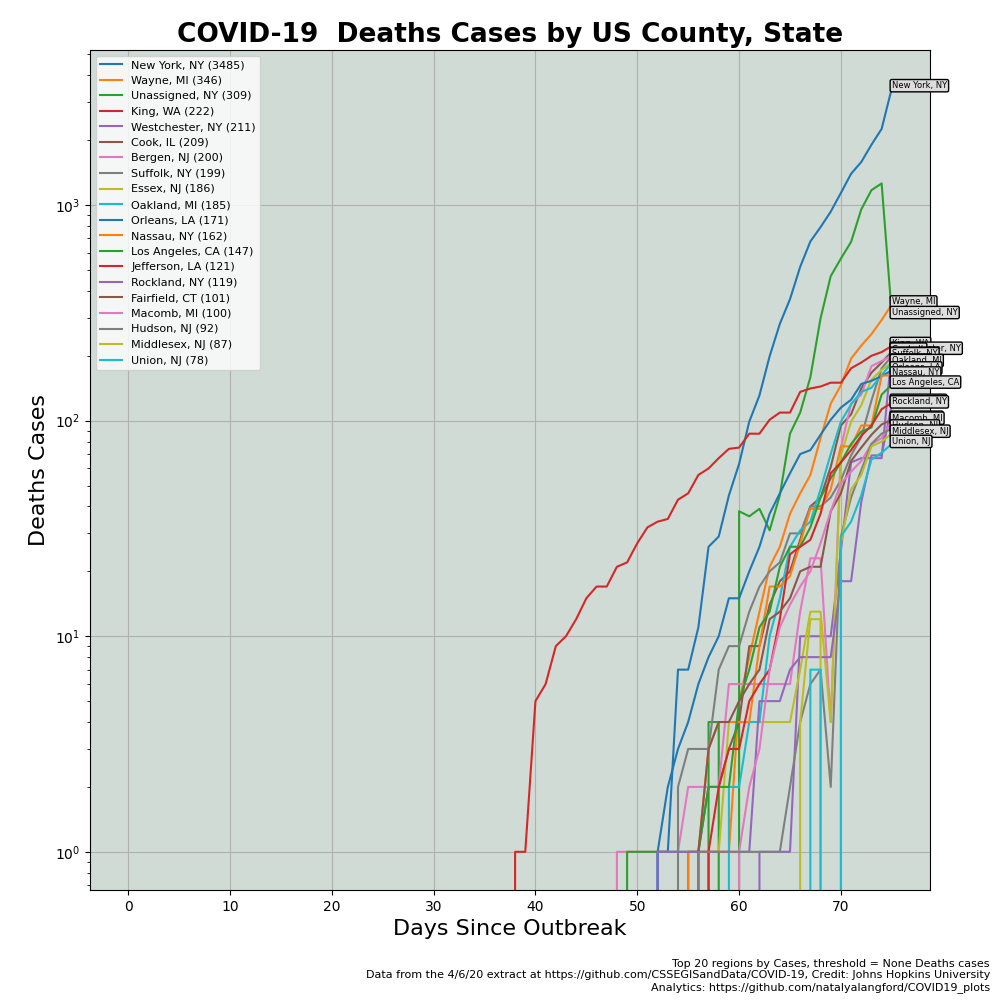 COVID-19  Deaths Cases by US County, State
New York, NY (3485)
Wayne, MI (346)
Unassigned, NY (309)
King, WA (222)
Westchester, NY (211)
Cook, IL (209)
Bergen, NJ (200)
Suffolk, NY (199)
Essex, NJ (186)
Oakland, MI (185)
Orleans, LA (171)
Nassau, NY (162)
Los Angeles, CA (147)
Jefferson, LA (121)
Rockland, NY (119)
Fairfield, CT (101)
Macomb, MI (100)
Hudson, NJ (92)
Middlesex, NJ (87)
Union, NJ (78)
New York, NY
Wayne, MI
Unassigned, NY
Suffolk, NY
Oakland, MI
Nassau, NY
Los Angeles, CA
Rockland, NY
Macomb, MI
Middlesex, NJ
Union, NJ
10³
10²
10¹
10⁰
Deaths Cases
0 10 20 30 40 50 60 70
Days Since Outbreak
Top 20 regions by Cases, threshold = None Deaths cases
Data from the 4/6/20 extract at https://github.com/CSSEGISandData/COVID-19, Credit: Johns Hopkins University
Analytics: https://github.com/natalyalangford/COVID19_plots